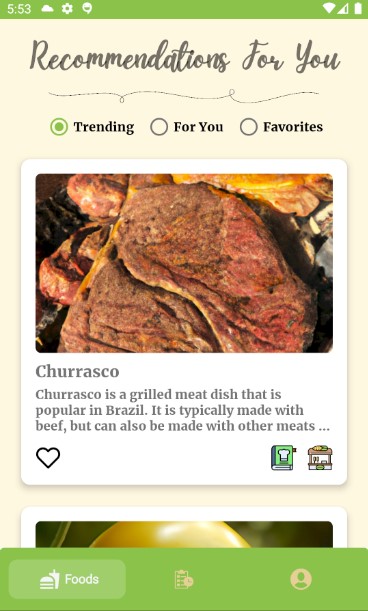 5:53
Recommendations For You
Trending
For You
Favorites
Churrasco
Churrasco is a grilled meat dish that is
popular in Brazil. It is typically made with
beef, but can also be made with other meats ...
Foods